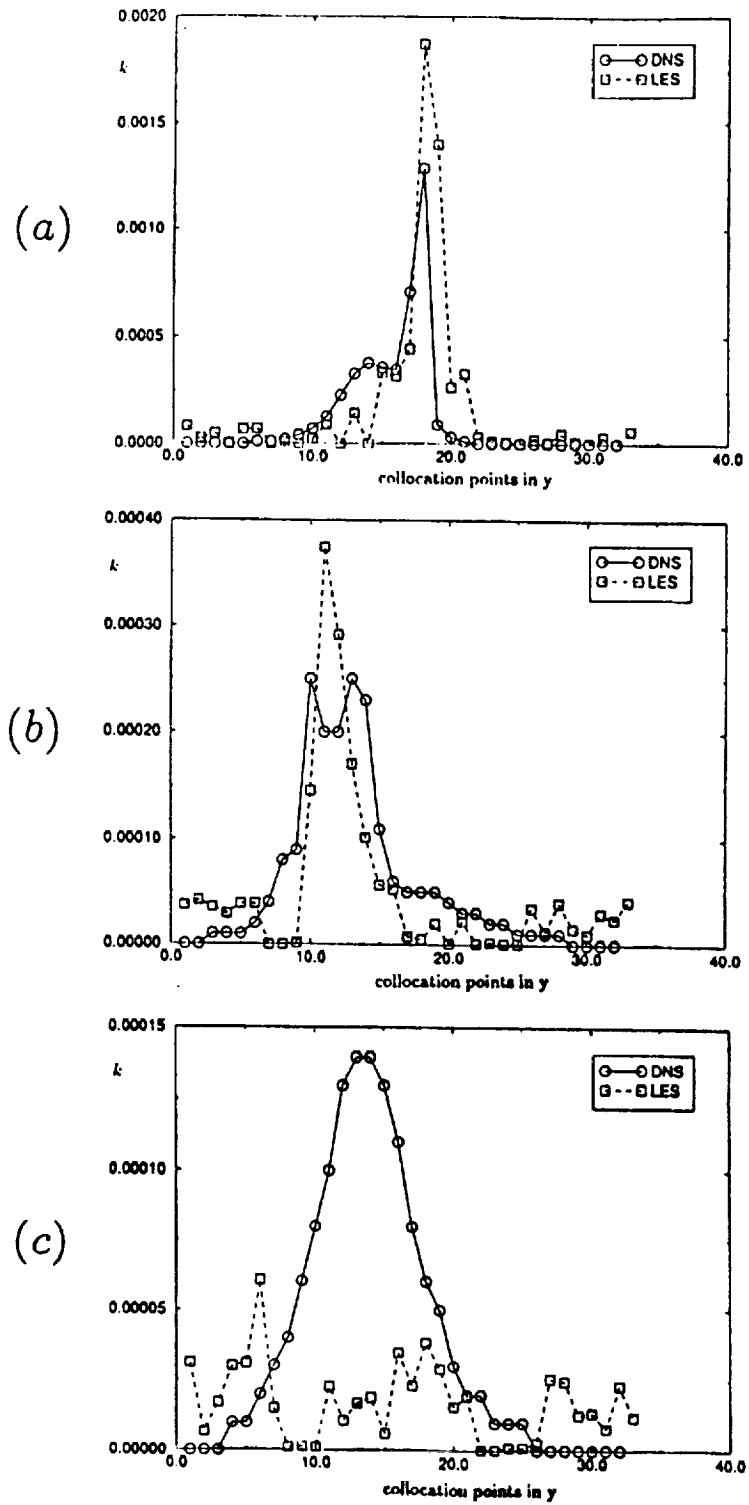 (a)
k
0.0020
0.0015
0.0010
0.0005
0.0000
0.0
10.0
20.0
30.0
40.0
collocation points in y
DNS
LES
(b)
k
0.00040
0.00030
0.00020
0.00010
0.00000
0.0
10.0
20.0
30.0
40.0
collocation points in y
DNS
LES
(c)
k
0.00015
0.00010
0.00005
0.00000
0.0
10.0
20.0
30.0
40.0
collocation points in y
DNS
LES